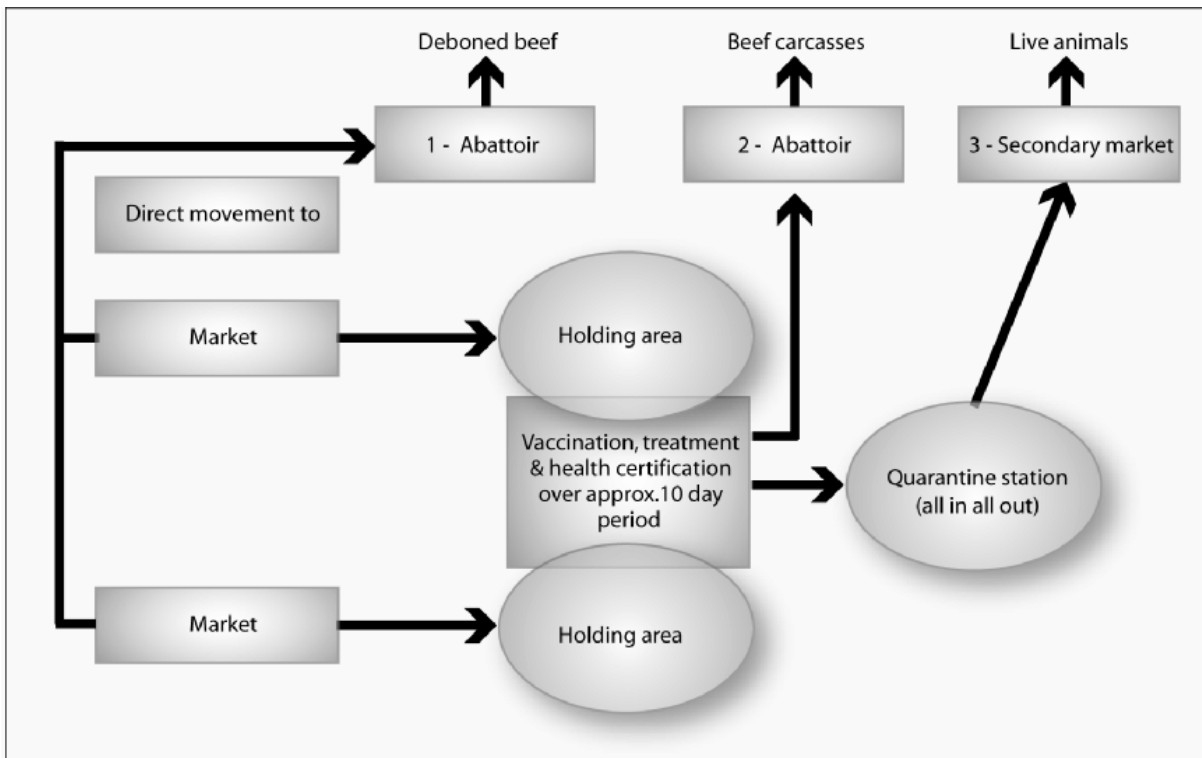 Deboned beef
Beef carcasses
Live animals
1 - Abattoir
2 - Abattoir
3 - Secondary market
Direct movement to
Market
Holding area
Vaccination, treatment
& health certification
over approx.10 day
period
Quarantine station
(all in all out)
Market
Holding area